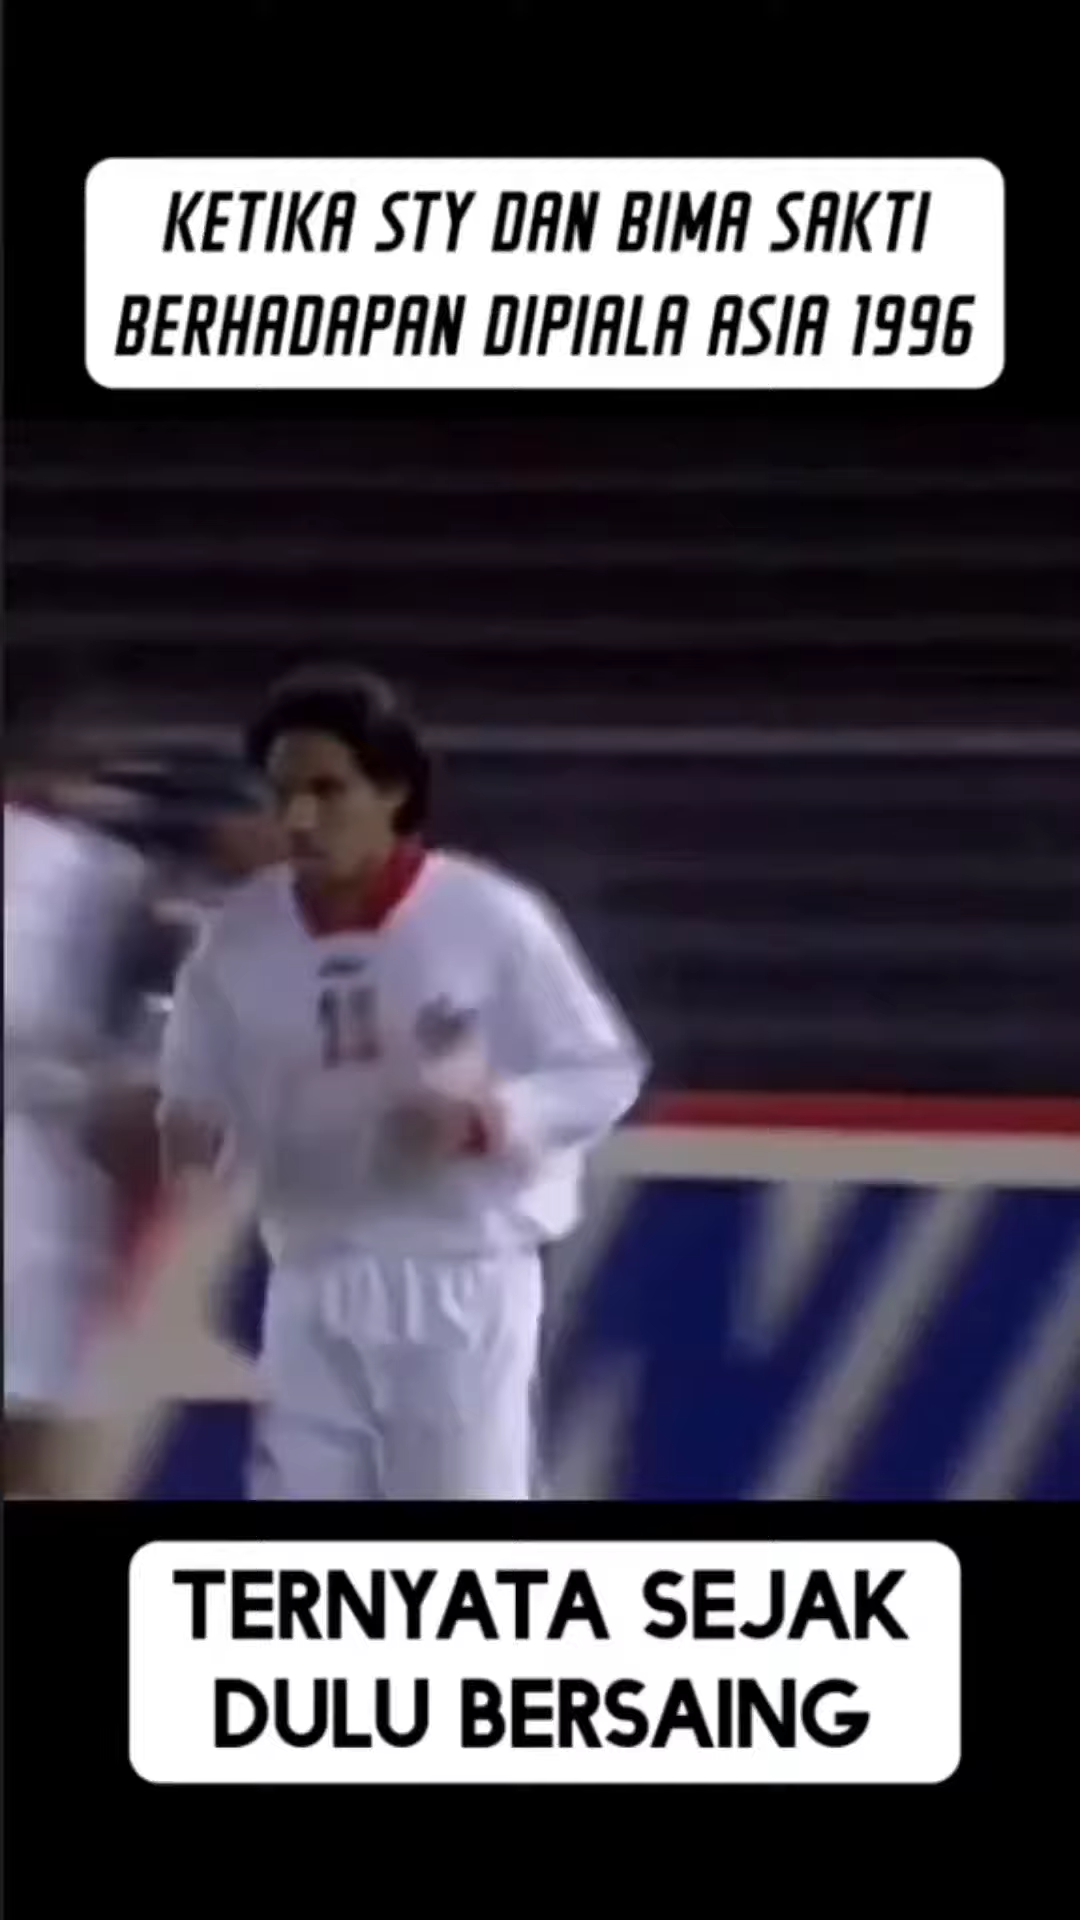 KETIKA STY DAN BIMA SAKTI
BERHADAPAN DIPIALA ASIA 1996
TERNYATA SEJAK
DULU BERSAING